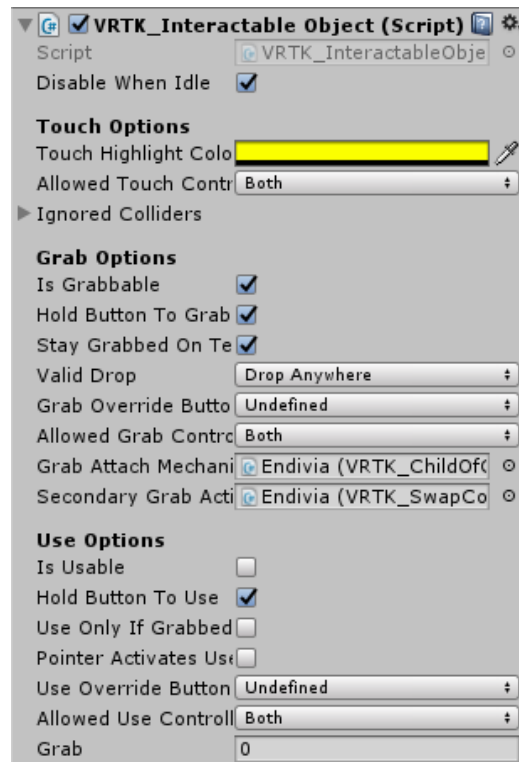 VRTK_Interactable Object (Script)
Script VRTK_InteractableObje
Disable When Idle
Touch Options
Touch Highlight Colo
Allowed Touch Contr Both
Ignored Colliders
Grab Options
Is Grabbable
Hold Button To Grab
Stay Grabbed On Te
Valid Drop Drop Anywhere
Grab Override Butto Undefined
Allowed Grab Contro Both
Grab Attach Mechani Endivia (VRTK_ChildOf
Secondary Grab Acti Endivia (VRTK_SwapCo
Use Options
Is Usable
Hold Button To Use
Use Only If Grabbed
Pointer Activates Use
Use Override Button Undefined
Allowed Use Controll Both
Grab 0